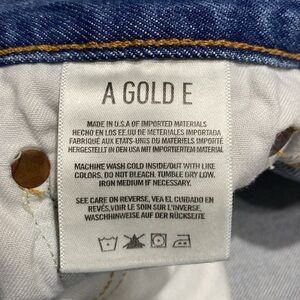 A GOLD E
MADE IN U.S.A OF IMPORTED MATERIALS
HECHO EN LOS EE.UU DE METERIALES IMPORTADA
FABRIQUÉ AUX ETATS-UNIS DU MATÉRIELS IMPORTÉ
HERGESTELLT IN DEN USA MIT IMPORTIERTEM MATERIAL
MACHINE WASH COLD INSIDE/OUT WITH LIKE
COLORS. DO NOT BLEACH. TUMBLE DRY LOW.
IRON MEDIUM IF NECESSARY.
SEE CARE ON REVERSE, VEA EL CUIDADO EN
REVÉS.VOIR LE SOIN SUR L'INVERSE,
WASCHHINWEISE AUF DER RÜCKSEITE